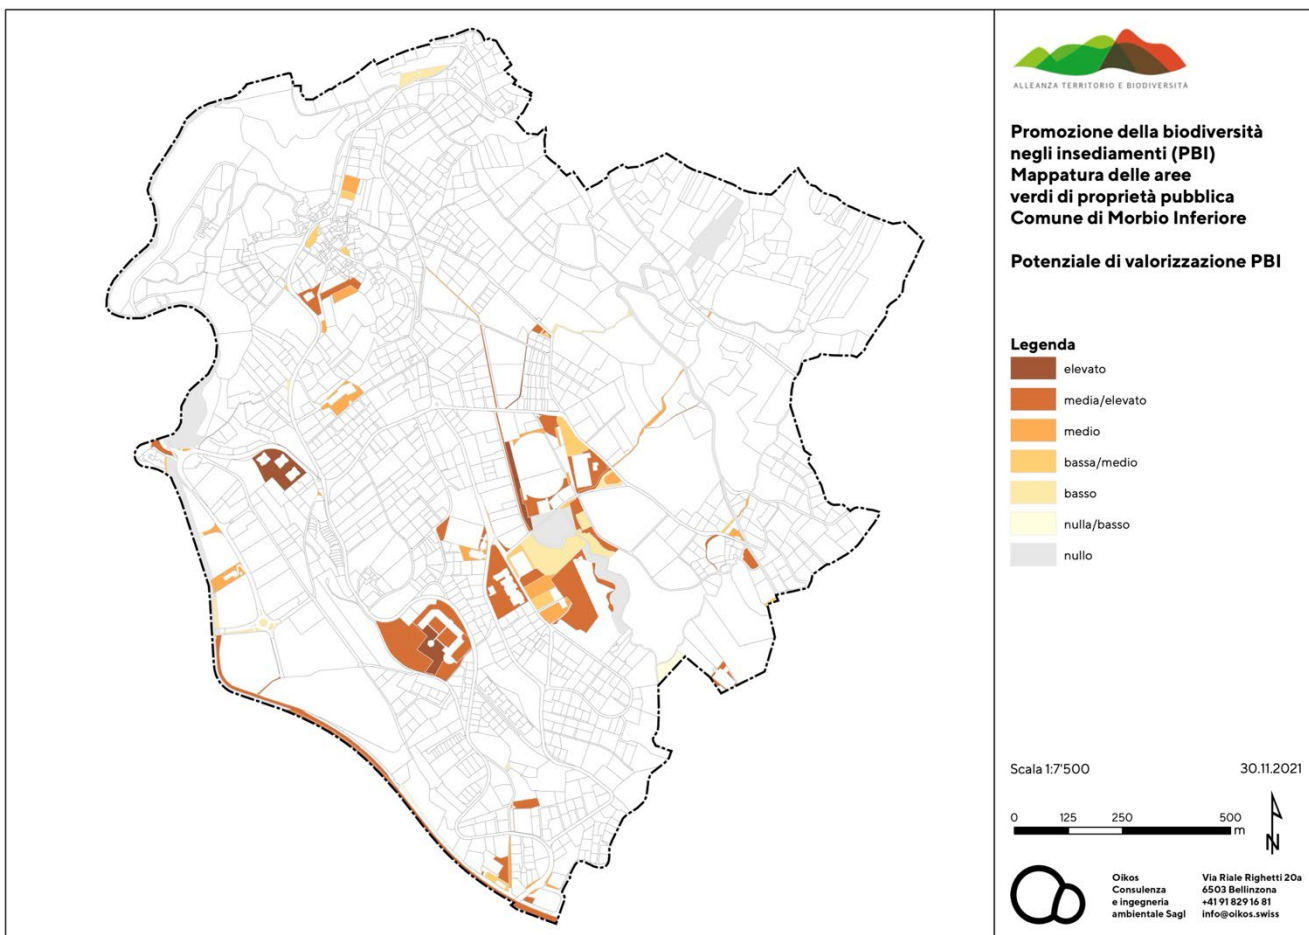 ALLEANZA TERRITORIO E BIODIVERSITÀ
Promozione della biodiversità
negli insediamenti (PBI)
Mappatura delle aree
verdi di proprietà pubblica
Comune di Morbio Inferiore
Potenziale di valorizzazione PBI
Legenda
elevato
media/elevato
medio
bassa/medio
basso
nulla/basso
nullo
Scala 1:7'500 30.11.2021
0 125 250 500
m
N
Oikos
Consulenza
e ingegneria
ambientale Sagl
Via Riale Righetti 20a
6503 Bellinzona
+41 91 829 16 81
info@oikos.swiss